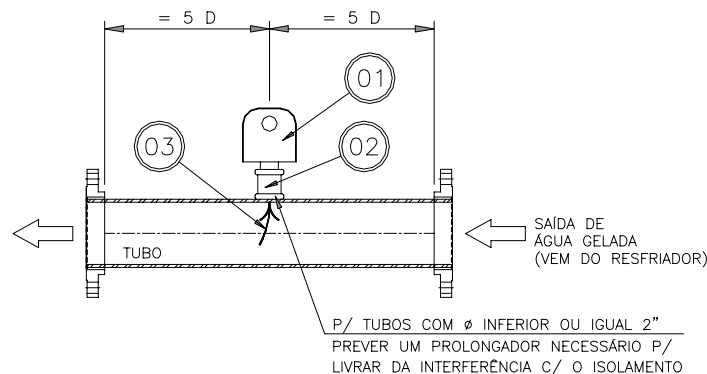 = 5 D
= 5 D
01
02
03
TUBO
SAÍDA DE
ÁGUA GELADA
(VEM DO RESFRIADOR)
P/ TUBOS COM ø INFERIOR OU IGUAL 2"
PREVER UM PROLONGADOR NECESSÁRIO P/
LIVRAR DA INTERFERÊNCIA C/ O ISOLAMENTO